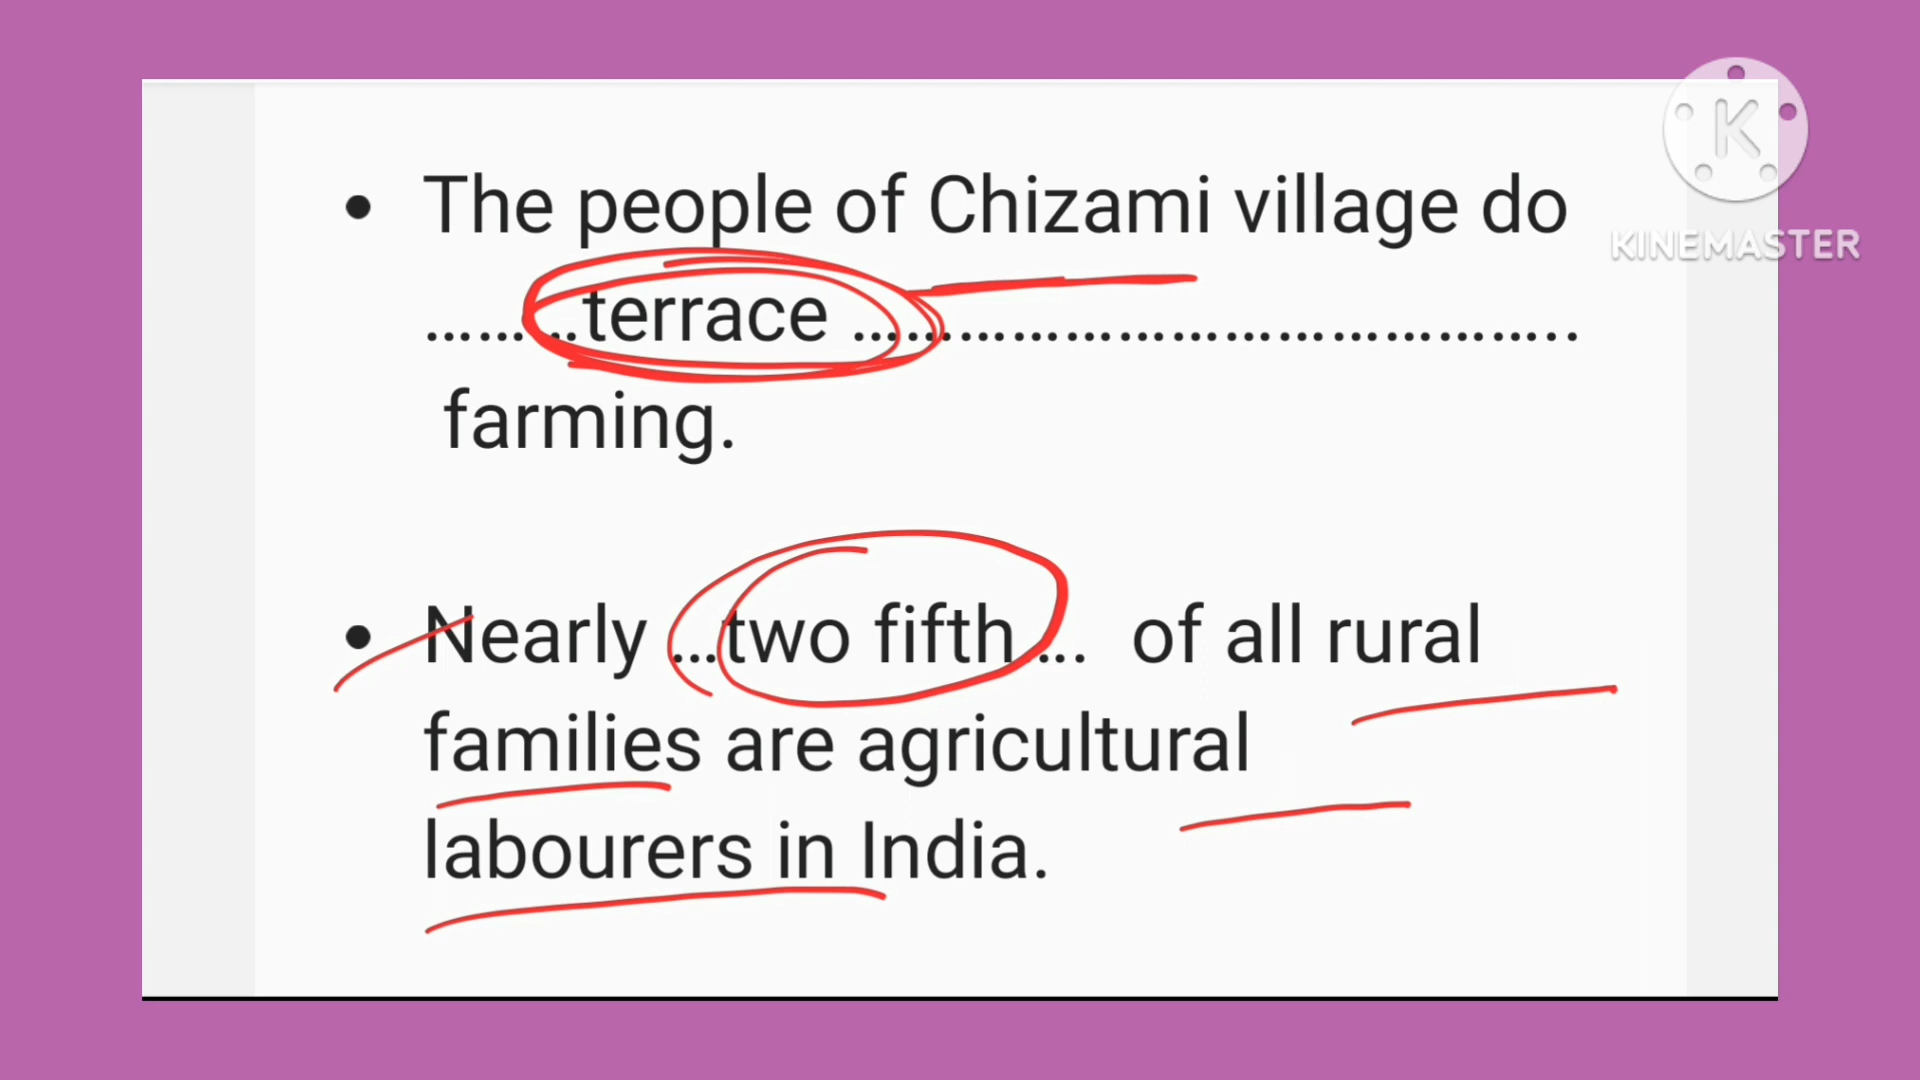 • The people of Chizami village do
.........terrace ..........................................
farming.
• Nearly ...two fifth.... of all rural
families are agricultural
labourers in India.
K
KINEMASTER